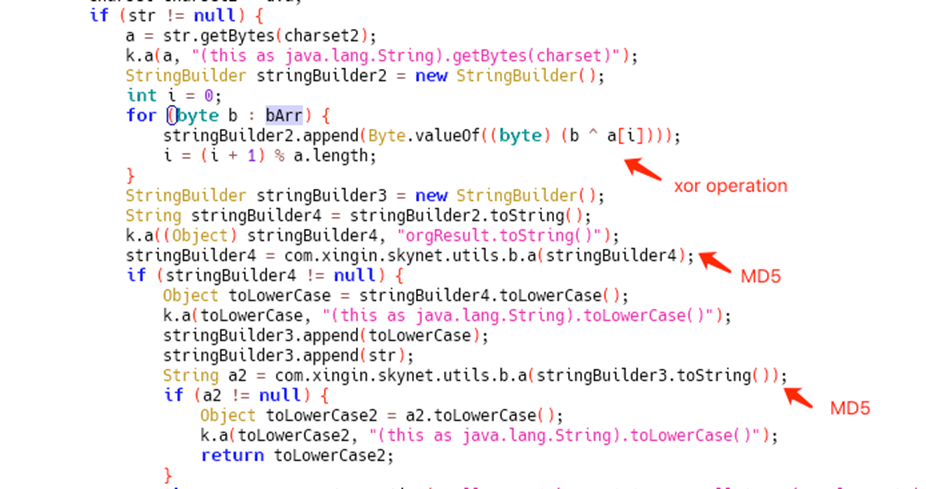 if (str != null) {
a = str.getBytes(charset2);
k.a(a, "(this as java.lang.String).getBytes(charset)");
StringBuilder stringBuilder2 = new StringBuilder();
int i = 0;
for (byte b : bArr) {
stringBuilder2.append(Byte.valueOf((byte) (b ^ a[i])));
i = (i + 1) % a.length;
xor operation
}
StringBuilder stringBuilder3 = new StringBuilder();
String stringBuilder4 = stringBuilder2.toString();
k.a((Object) stringBuilder4, "orgResult.toString()");
stringBuilder4 = com.xingin.skynet.utils.b.a(stringBuilder4);
MD5
if (stringBuilder4 != null) {
Object toLowerCase = stringBuilder4.toLowerCase();
k.a(toLowerCase, "(this as java.lang.String).toLowerCase()");
stringBuilder3.append(toLowerCase);
stringBuilder3.append(str);
String a2 = com.xingin.skynet.utils.b.a(stringBuilder3.toString());
MD5
if (a2 != null) {
Object toLowerCase2 = a2.toLowerCase();
k.a(toLowerCase2, "(this as java.lang.String).toLowerCase()");
return toLowerCase2;
}